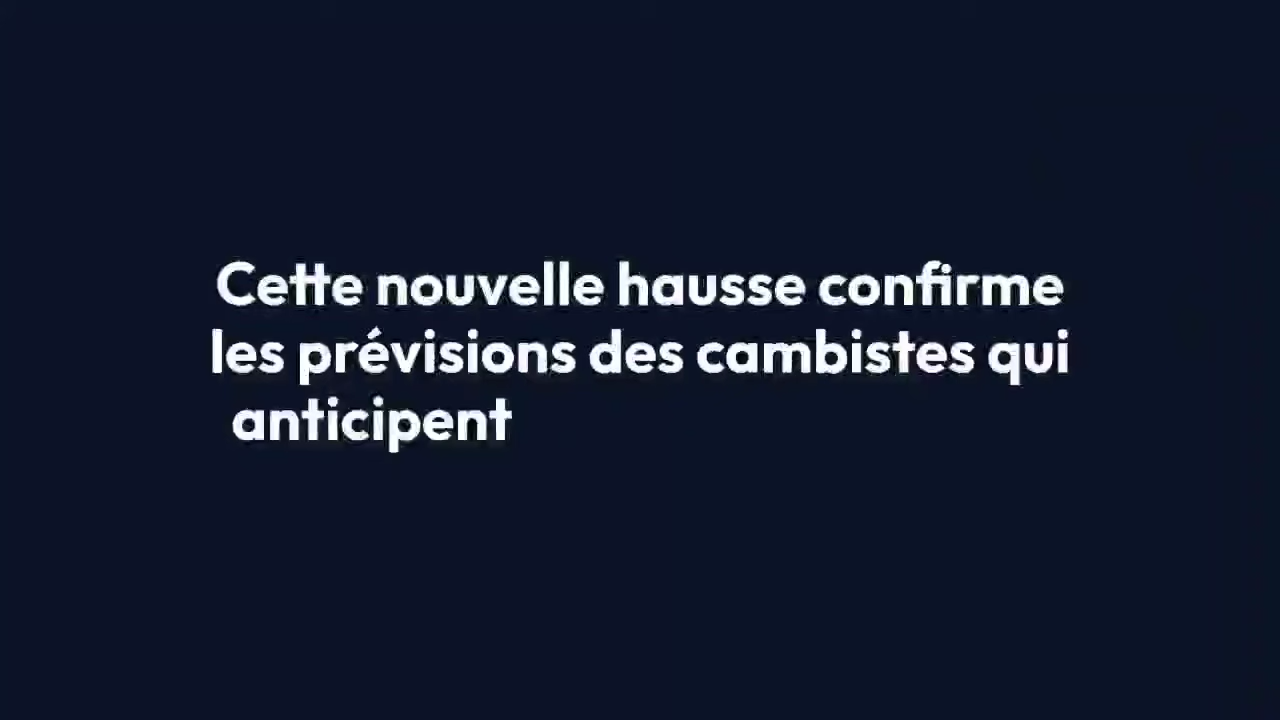 Cette nouvelle hausse confirme
les prévisions des cambistes qui
anticipent